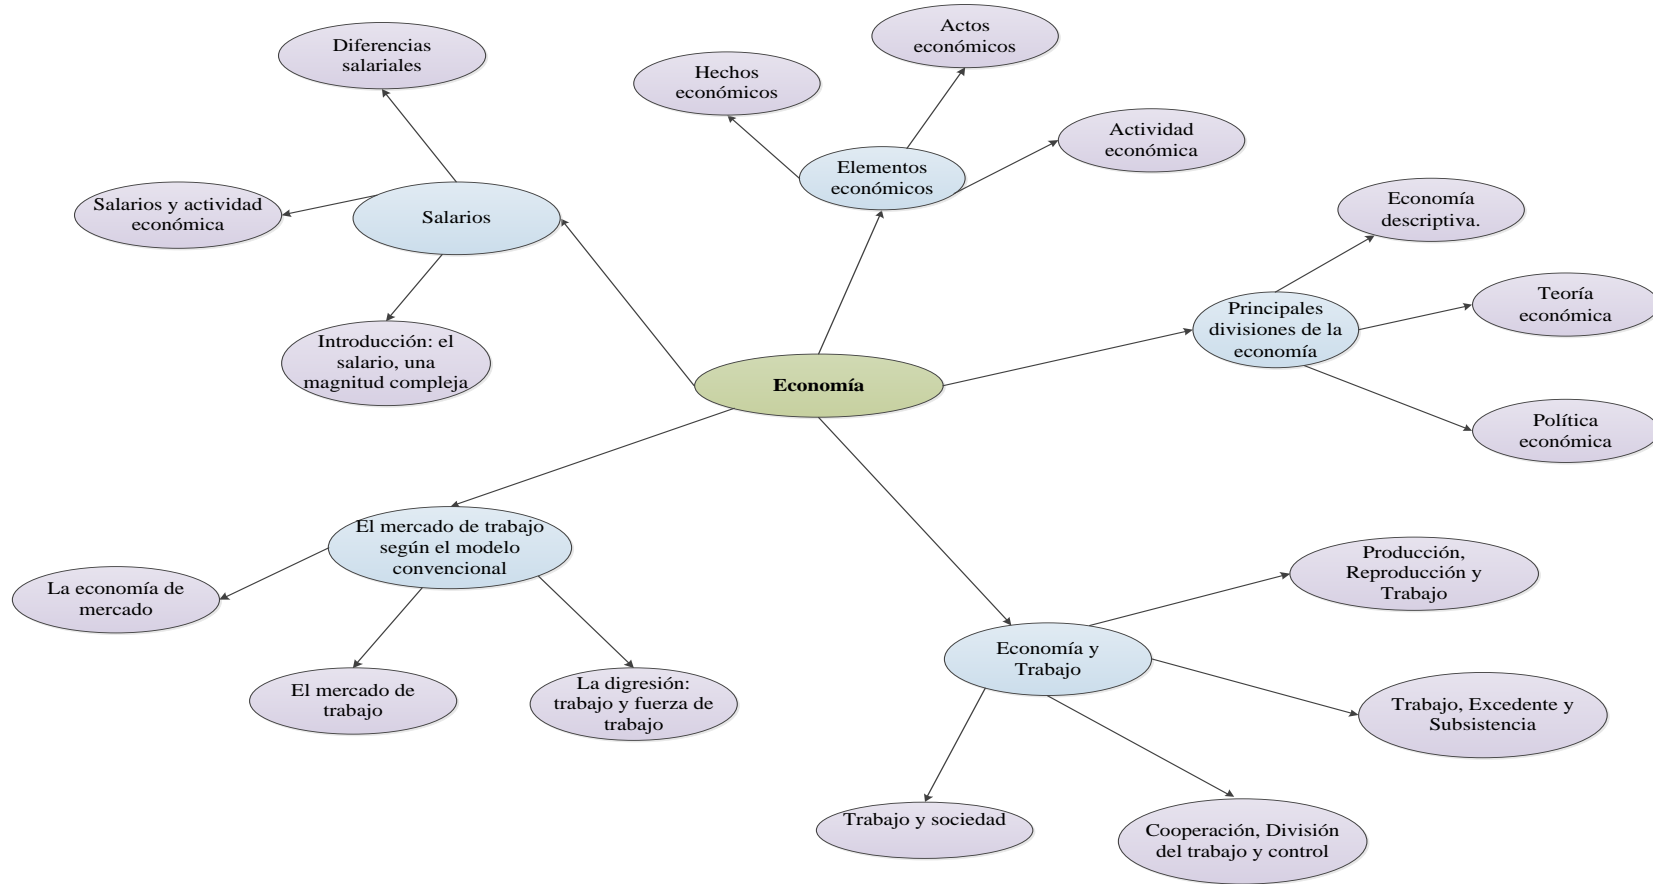 Actos
económicos
Diferencias
salariales
Hechos
económicos
Actividad
económica
Elementos
económicos
Salarios y actividad
económica
Salarios
Economía
descriptiva.
Introducción: el
salario, una
magnitud compleja
Principales
divisiones de la
economía
Teoría
económica
Economía
Política
económica
El mercado de trabajo
según el modelo
convencional
La economía de
mercado
Producción,
Reproducción y
Trabajo
Economía y
Trabajo
El mercado de
trabajo
La digresión:
trabajo y fuerza de
trabajo
Trabajo, Excedente y
Subsistencia
Trabajo y sociedad
Cooperación, División
del trabajo y control